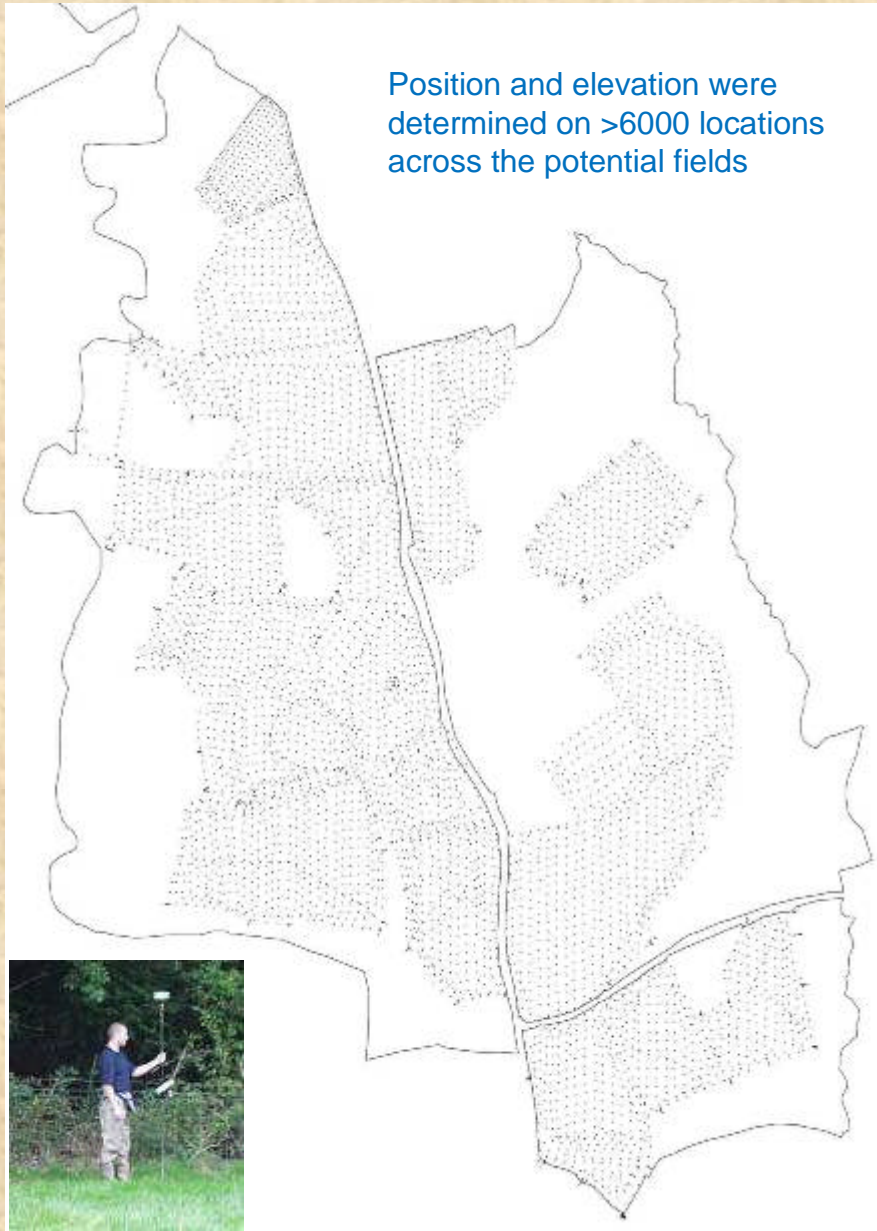 Position and elevation were
determined on >6000 locations
across the potential fields